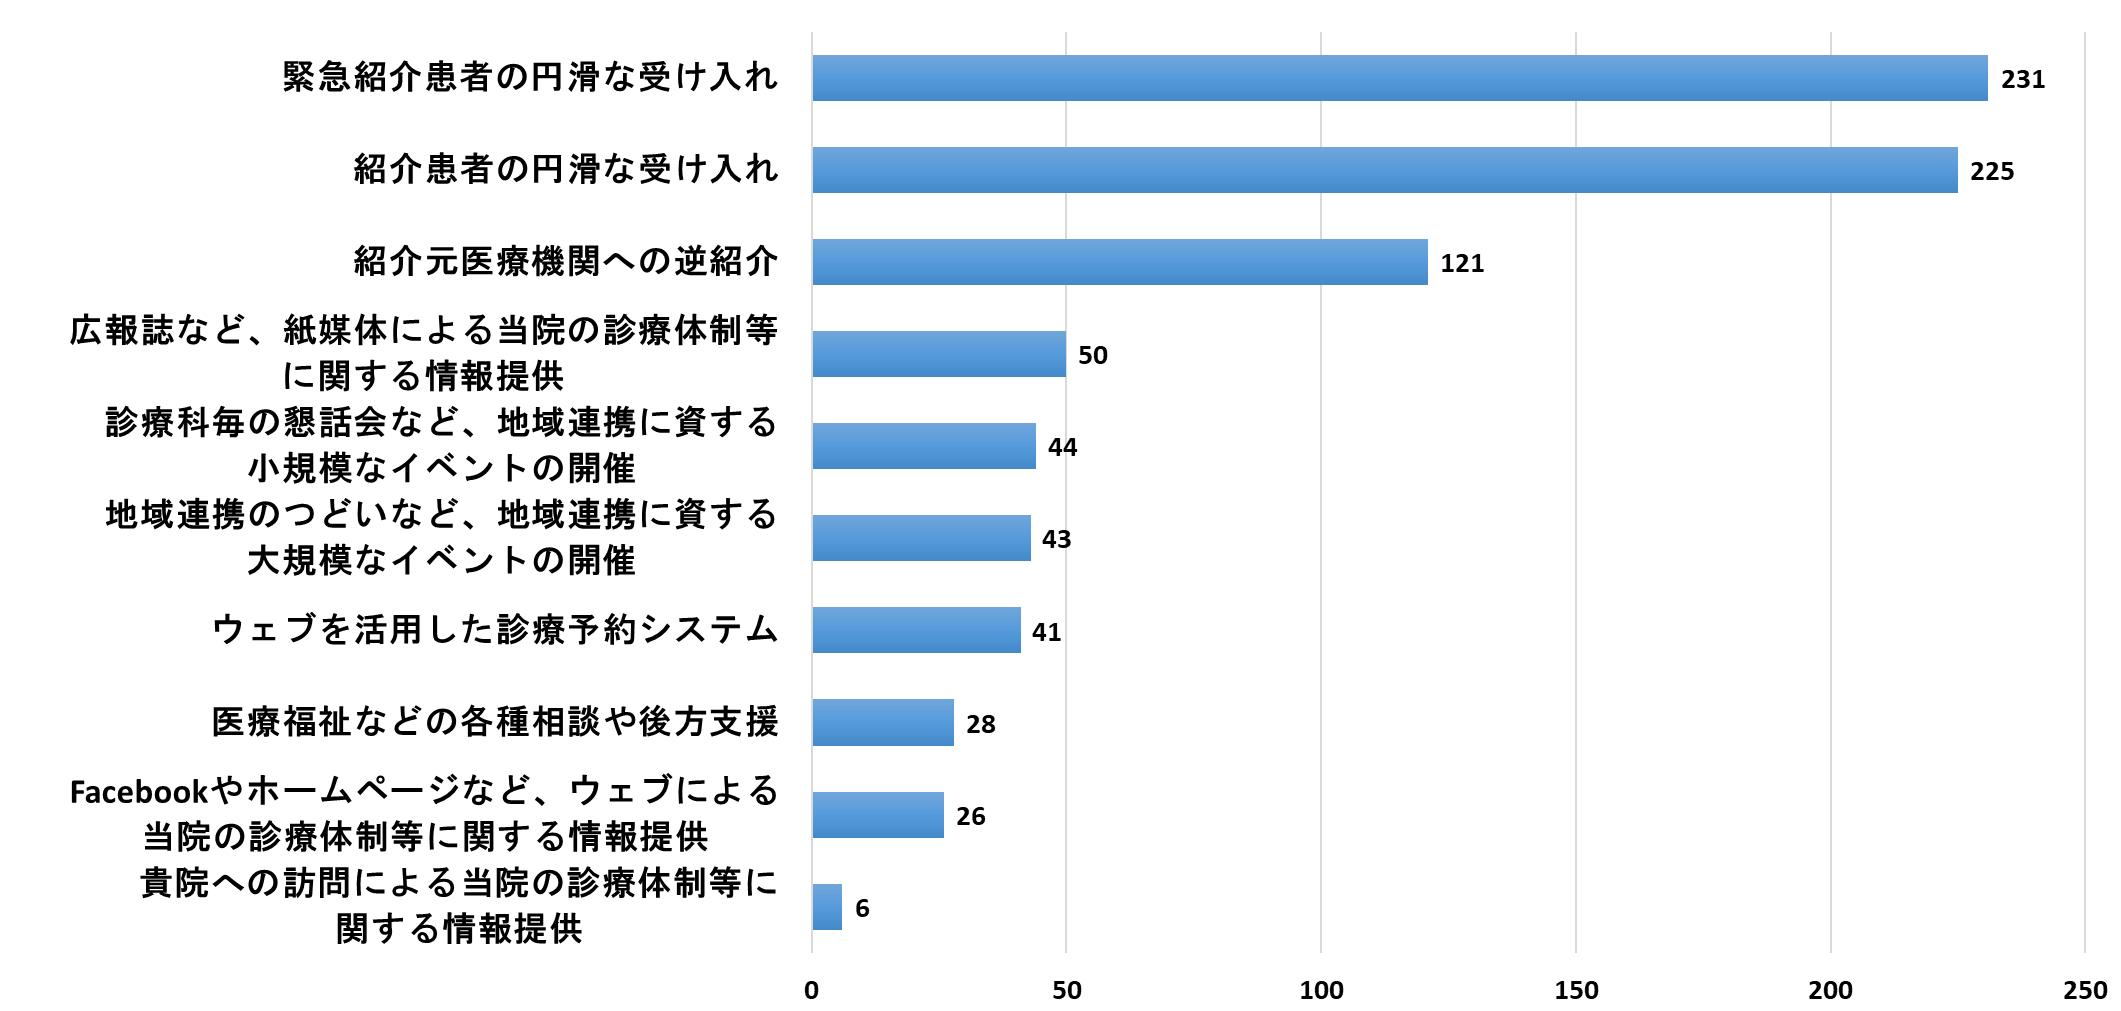 緊急紹介患者の円滑な受け入れ
231
紹介患者の円滑な受け入れ
225
紹介元医療機関への逆紹介
121
広報誌など、紙媒体による当院の診療体制等
に関する情報提供
50
診療科毎の懇話会など、地域連携に資する
小規模なイベントの開催
44
地域連携のつどいなど、地域連携に資する
大規模なイベントの開催
43
ウェブを活用した診療予約システム
41
医療福祉などの各種相談や後方支援
28
Facebookやホームページなど、ウェブによる
当院の診療体制等に関する情報提供
26
貴院への訪問による当院の診療体制等に
関する情報提供
6
0 50 100 150 200 250